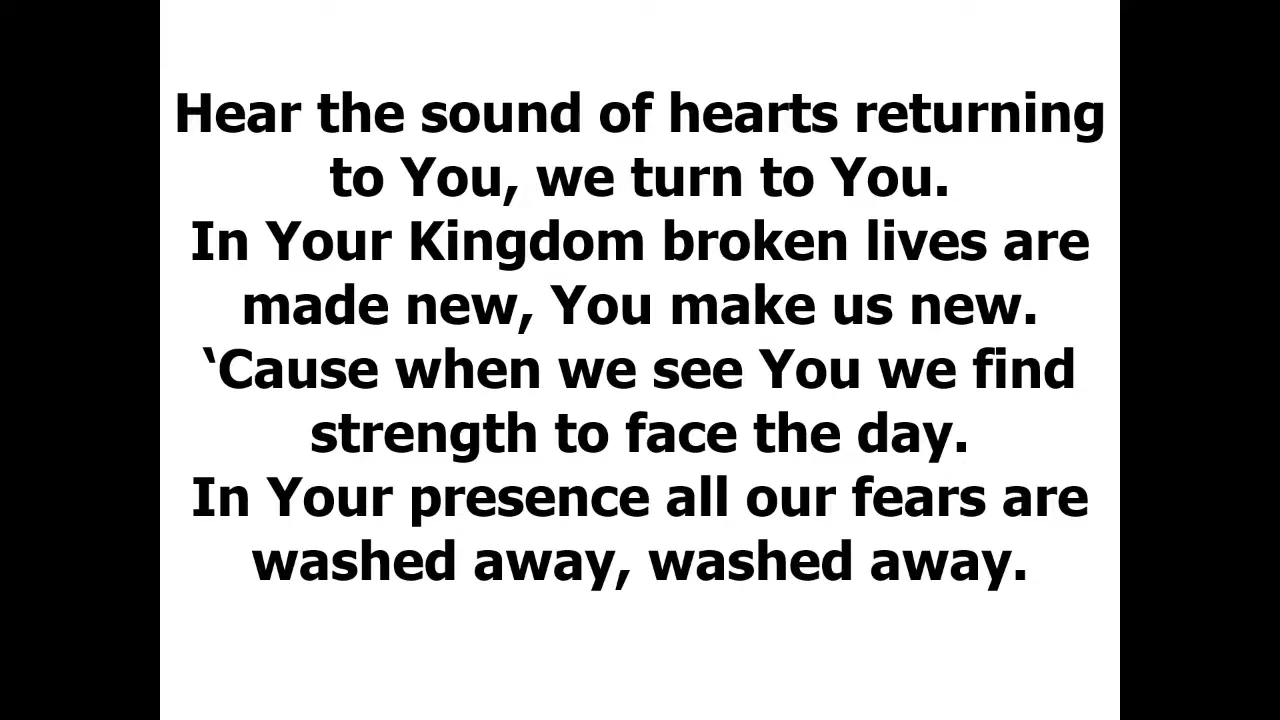 Hear the sound of hearts returning
to You, we turn to You.
In Your Kingdom broken lives are
made new, You make us new.
‘Cause when we see You we find
strength to face the day.
In Your presence all our fears are
washed away, washed away.